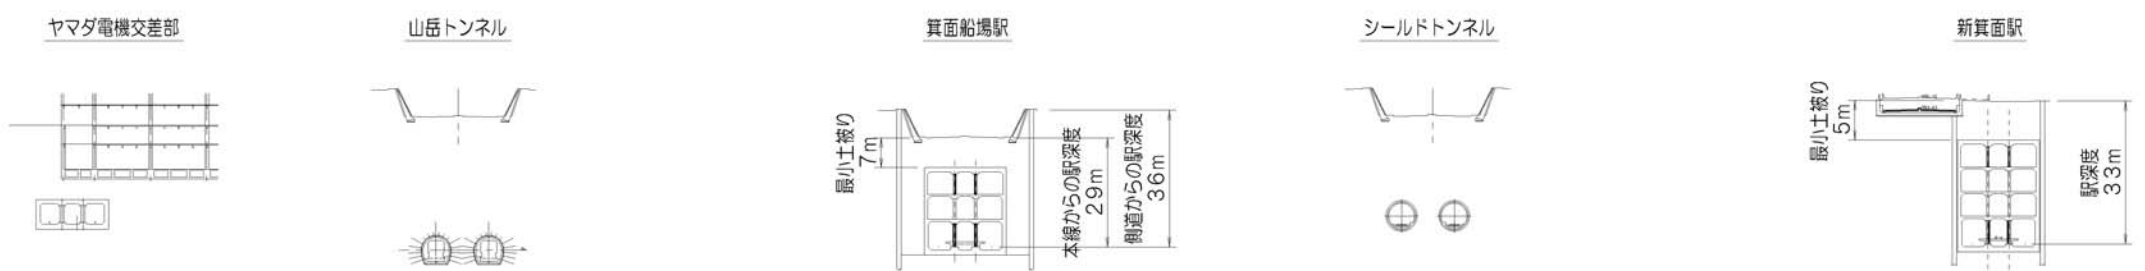 ヤマダ電機交差部
山岳トンネル
箕面船場駅
シールドトンネル
新箕面駅
最小土被り
7m
本線からの駅深度
29m
側道からの駅深度
36m
最小土被り
5m
駅深度
33m